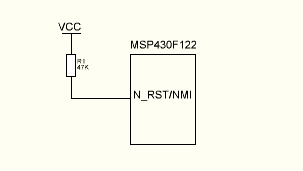 VCC
MSP430F122
R1
47K
N_RST/NMI